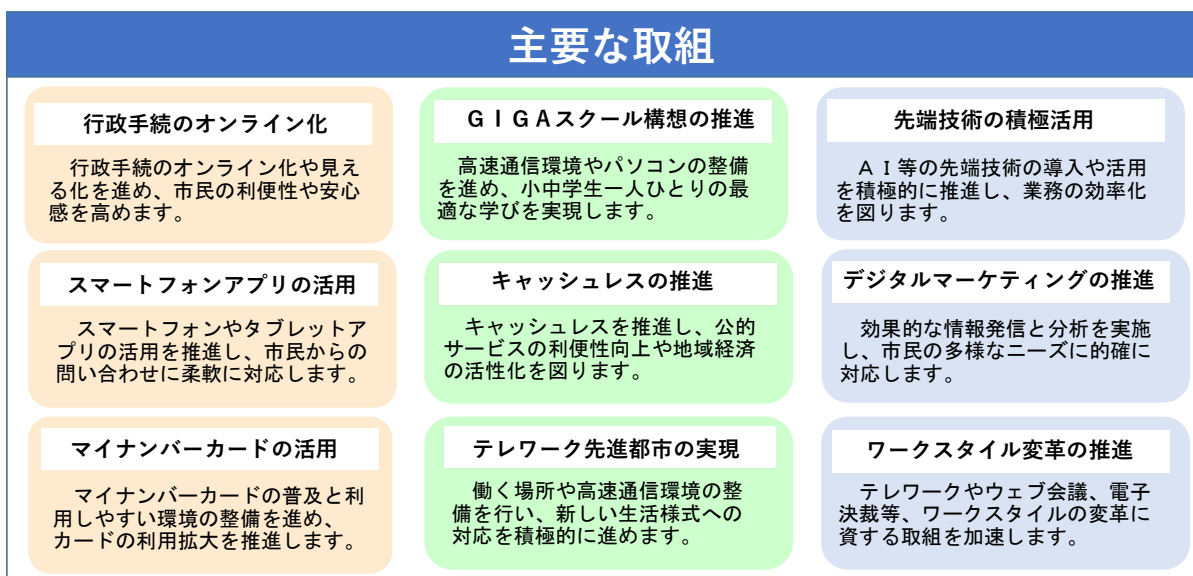 主要な取組
行政手続のオンライン化
行政手続のオンライン化や見え
る化を進め、市民の利便性や安心
感を高めます。
ＧＩＧＡスクール構想の推進
高速通信環境やパソコンの整備
を進め、小中学生一人ひとりの最
適な学びを実現します。
先端技術の積極活用
ＡＩ等の先端技術の導入や活用
を積極的に推進し、業務の効率化
を図ります。
スマートフォンアプリの活用
スマートフォンやタブレットア
プリの活用を推進し、市民からの
問い合わせに柔軟に対応します。
キャッシュレスの推進
キャッシュレスを推進し、公的
サービスの利便性向上や地域経済
の活性化を図ります。
デジタルマーケティングの推進
効果的な情報発信と分析を実施
し、市民の多様なニーズに的確に
対応します。
マイナンバーカードの活用
マイナンバーカードの普及と利
用しやすい環境の整備を進め、
カードの利用拡大を推進します。
テレワーク先進都市の実現
働く場所や高速通信環境の整
備を行い、新しい生活様式への
対応を積極的に進めます。
ワークスタイル変革の推進
テレワークやウェブ会議、電子
決裁等、ワークスタイルの変革に
資する取組を加速します。